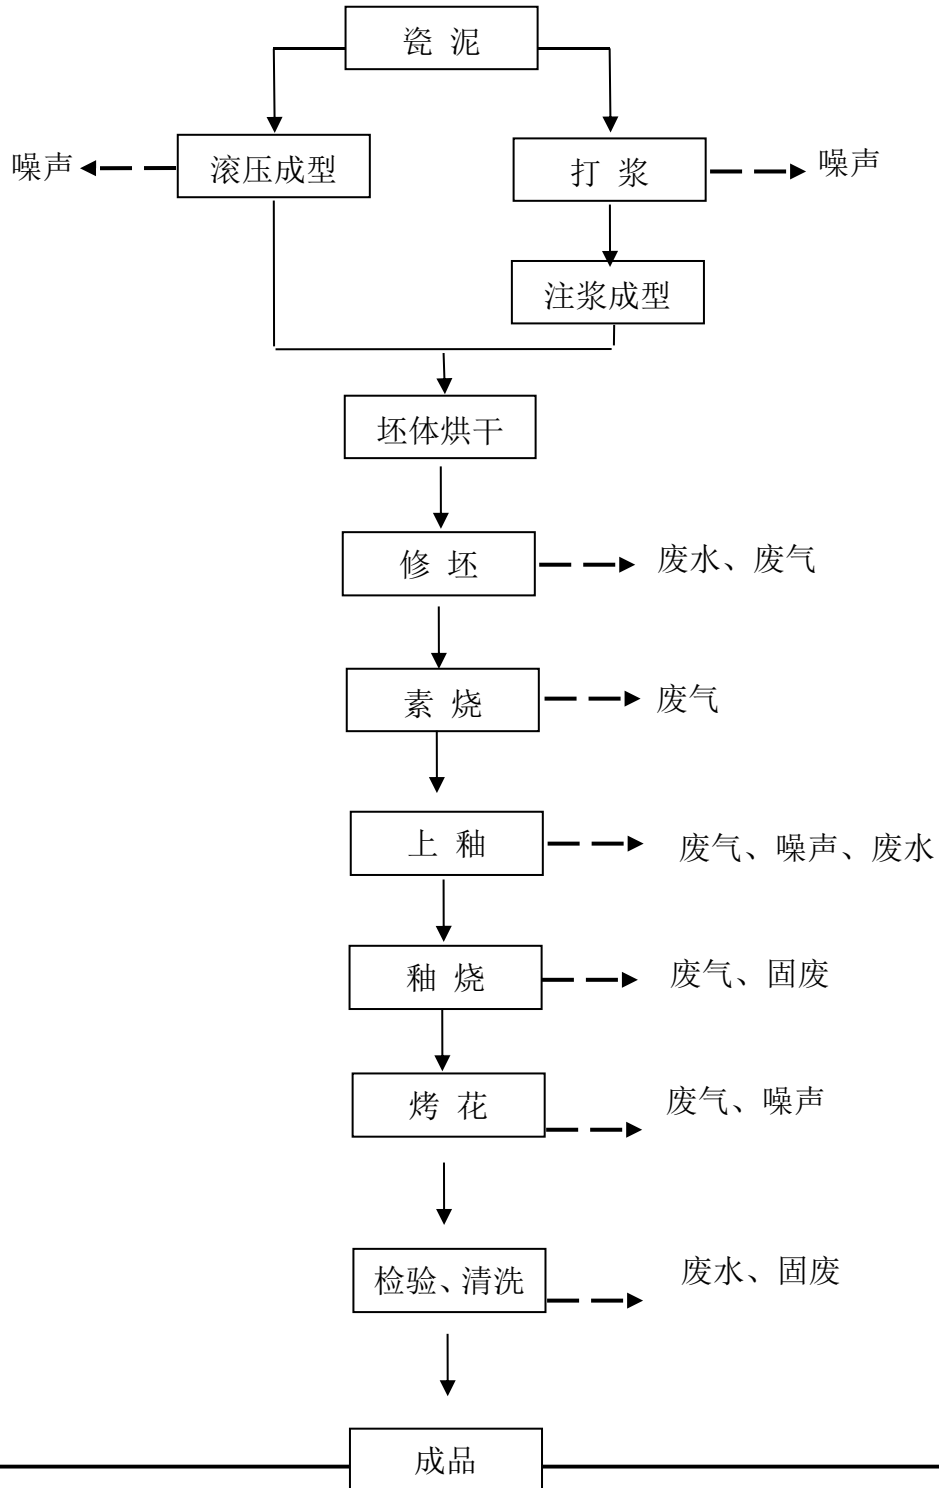 瓷 泥
噪声
滚压成型
打 浆
噪声
注浆成型
坯体烘干
修 坯
废水、废气
素 烧
废气
上 釉
废气、噪声、废水
釉 烧
废气、固废
烤 花
废气、噪声
检验、清洗
废水、固废
成品